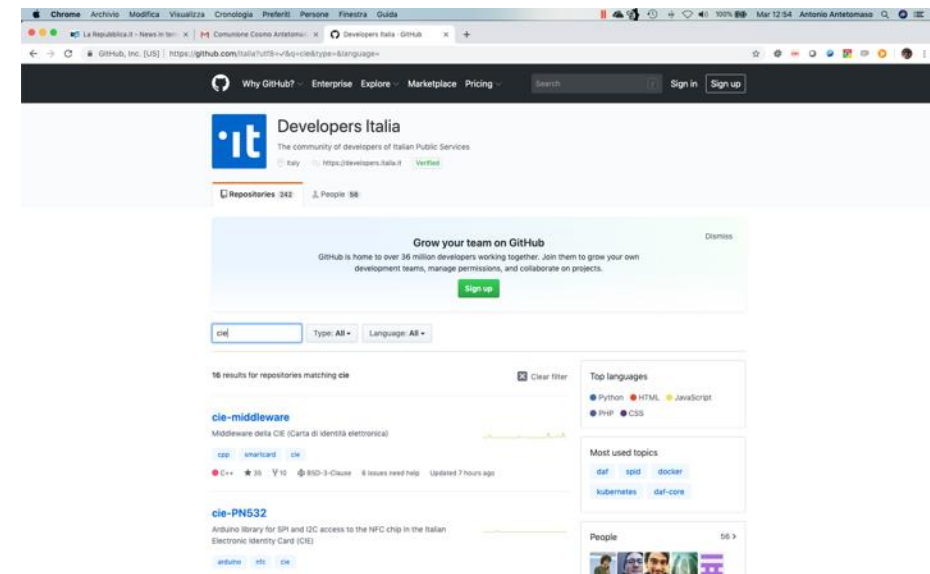 Chrome Archivio Modifica Visualizza Cronologia Preferiti Persone Finestra Guida 100% Mar 12:54 Antonio Antetomaso
La Repubblica.it - News in tem
Comunione Cosmo Antetomas
Developers Italia · GitHub
GitHub, Inc. [US] https://github.com/italia?utf8=✓&q=cie&type=&language=
Why GitHub? Enterprise Explore Marketplace Pricing Search / Sign in Sign up
·it
Developers Italia
The community of developers of Italian Public Services
Italy https://developers.italia.it Verified
Repositories 242 People 56
Dismiss
Grow your team on GitHub
GitHub is home to over 36 million developers working together. Join them to grow your own
development teams, manage permissions, and collaborate on projects.
Sign up
cie Type: All Language: All
16 results for repositories matching cie Clear filter
cie-middleware
Middleware della CIE (Carta di identità elettronica)
cpp smartcard cie
C++ 35 10 BSD-3-Clause 6 issues need help Updated 7 hours ago
cie-PN532
Arduino library for SPI and I2C access to the NFC chip in the Italian
Electronic Identity Card (CIE)
arduino nfc cie
Top languages
Python HTML JavaScript
PHP CSS
Most used topics
daf spid docker
kubernetes daf-core
People 56